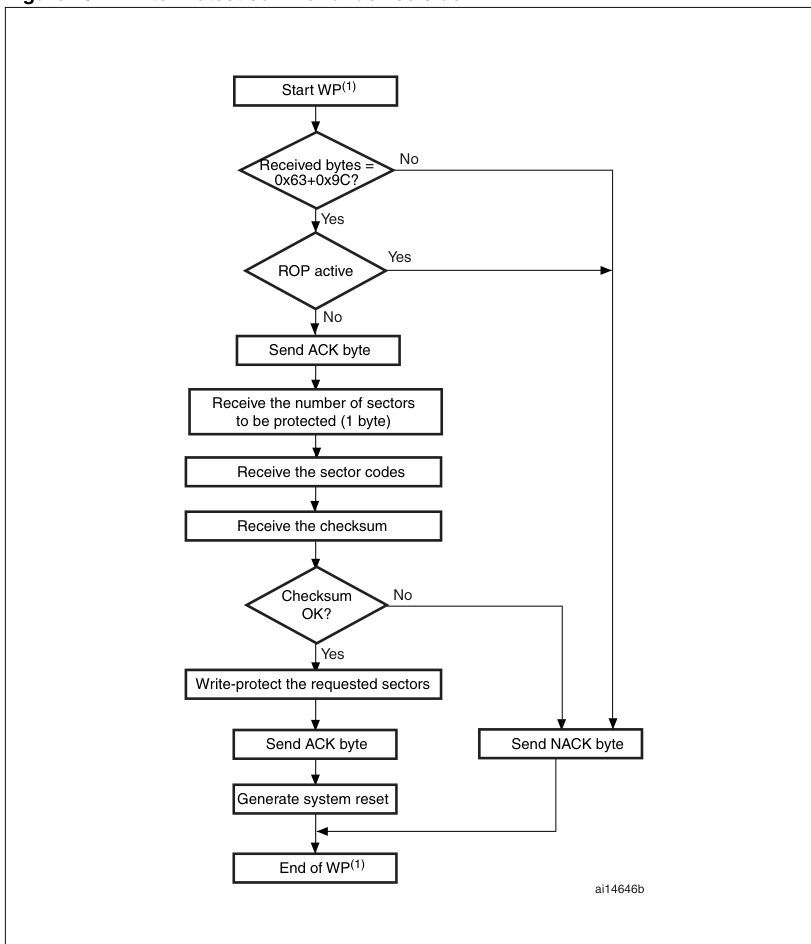 Start WP(1)
Received bytes =
0x63+0x9C?
No
Yes
ROP active
Yes
No
Send ACK byte
Receive the number of sectors
to be protected (1 byte)
Receive the sector codes
Receive the checksum
Checksum
OK?
No
Yes
Write-protect the requested sectors
Send ACK byte
Send NACK byte
Generate system reset
End of WP(1)
ai14646b